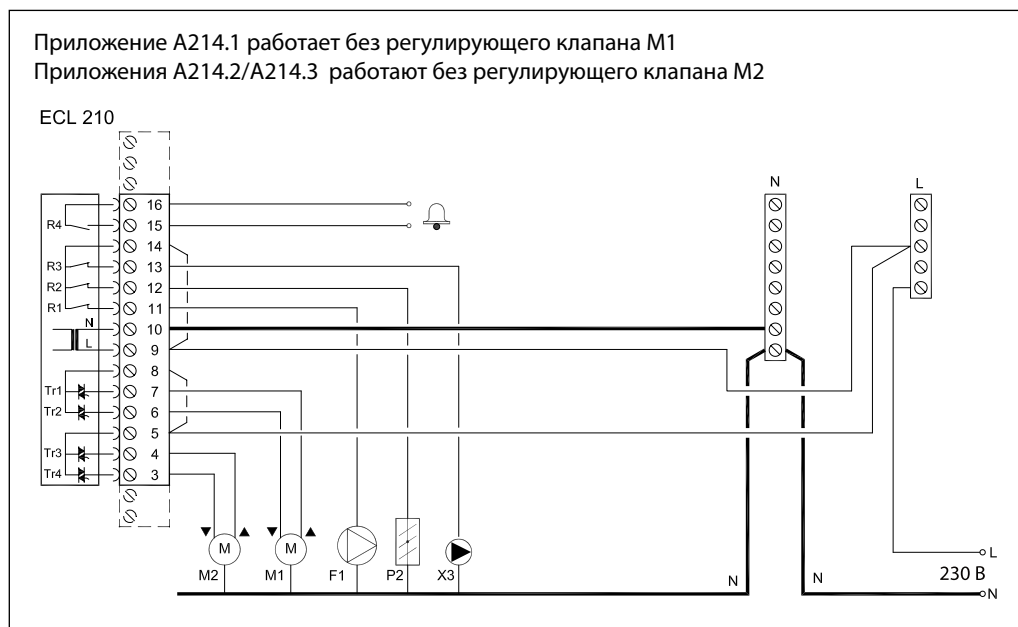 Приложение A214.1 работает без регулирующего клапана M1
Приложения A214.2/A214.3 работают без регулирующего клапана M2
ECL 210
N
L
16
R4
15
14
R3
13
R2
12
R1
11
N
10
L
9
8
Tr1
7
Tr2
6
5
Tr3
4
Tr4
3
M
M
M2
M1
F1
P2
X3
N
N
L
230 В
N